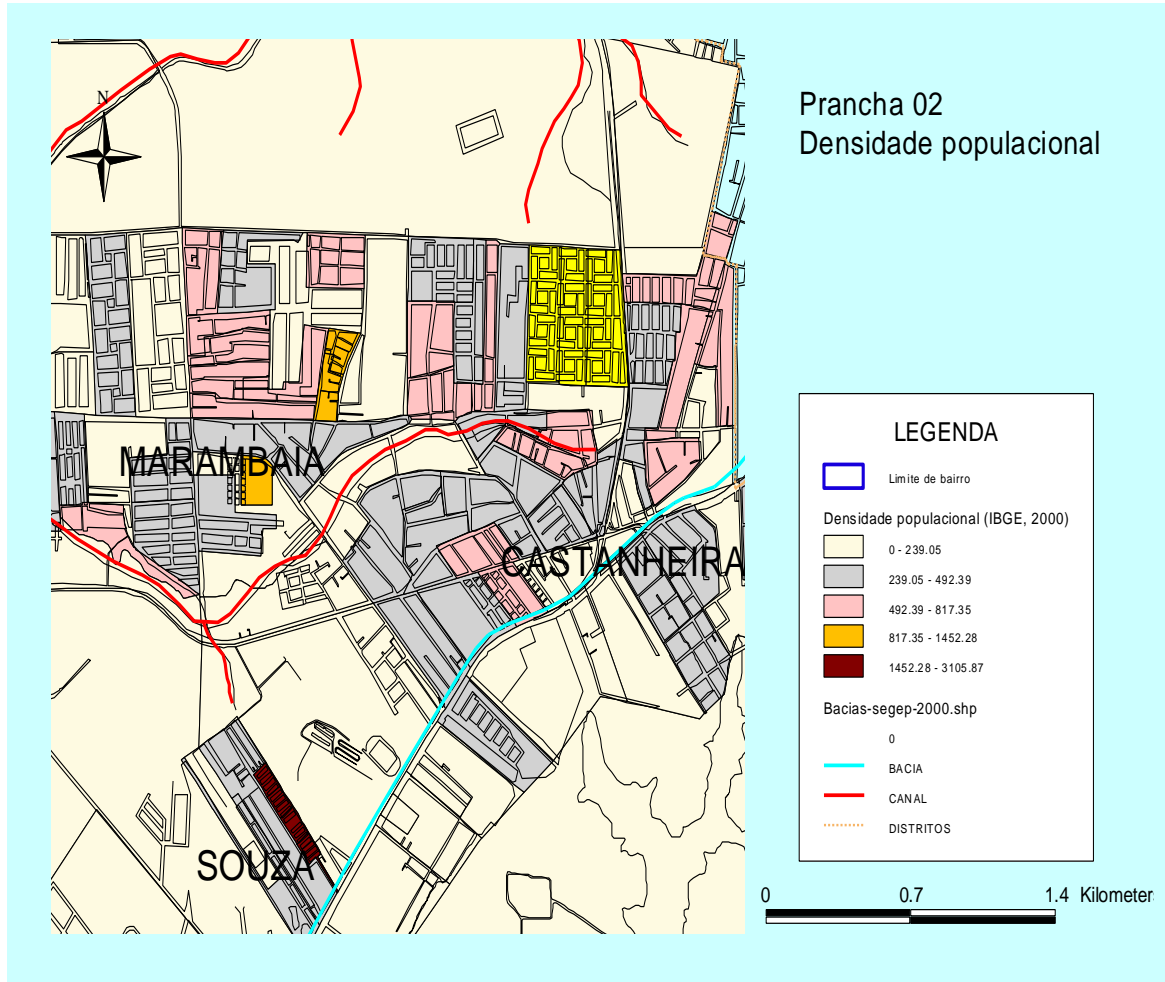 Prancha 02
Densidade populacional
N
MARAMBAIA
CASTANHEIRA
SOUZA
LEGENDA
Limite de bairro
Densidade populacional (IBGE, 2000)
0 - 239.05
239.05 - 492.39
492.39 - 817.35
817.35 - 1452.28
1452.28 - 3105.87
Bacias-segep-2000.shp
0
BACIA
CANAL
DISTRITOS
0 0.7 1.4 Kilometer